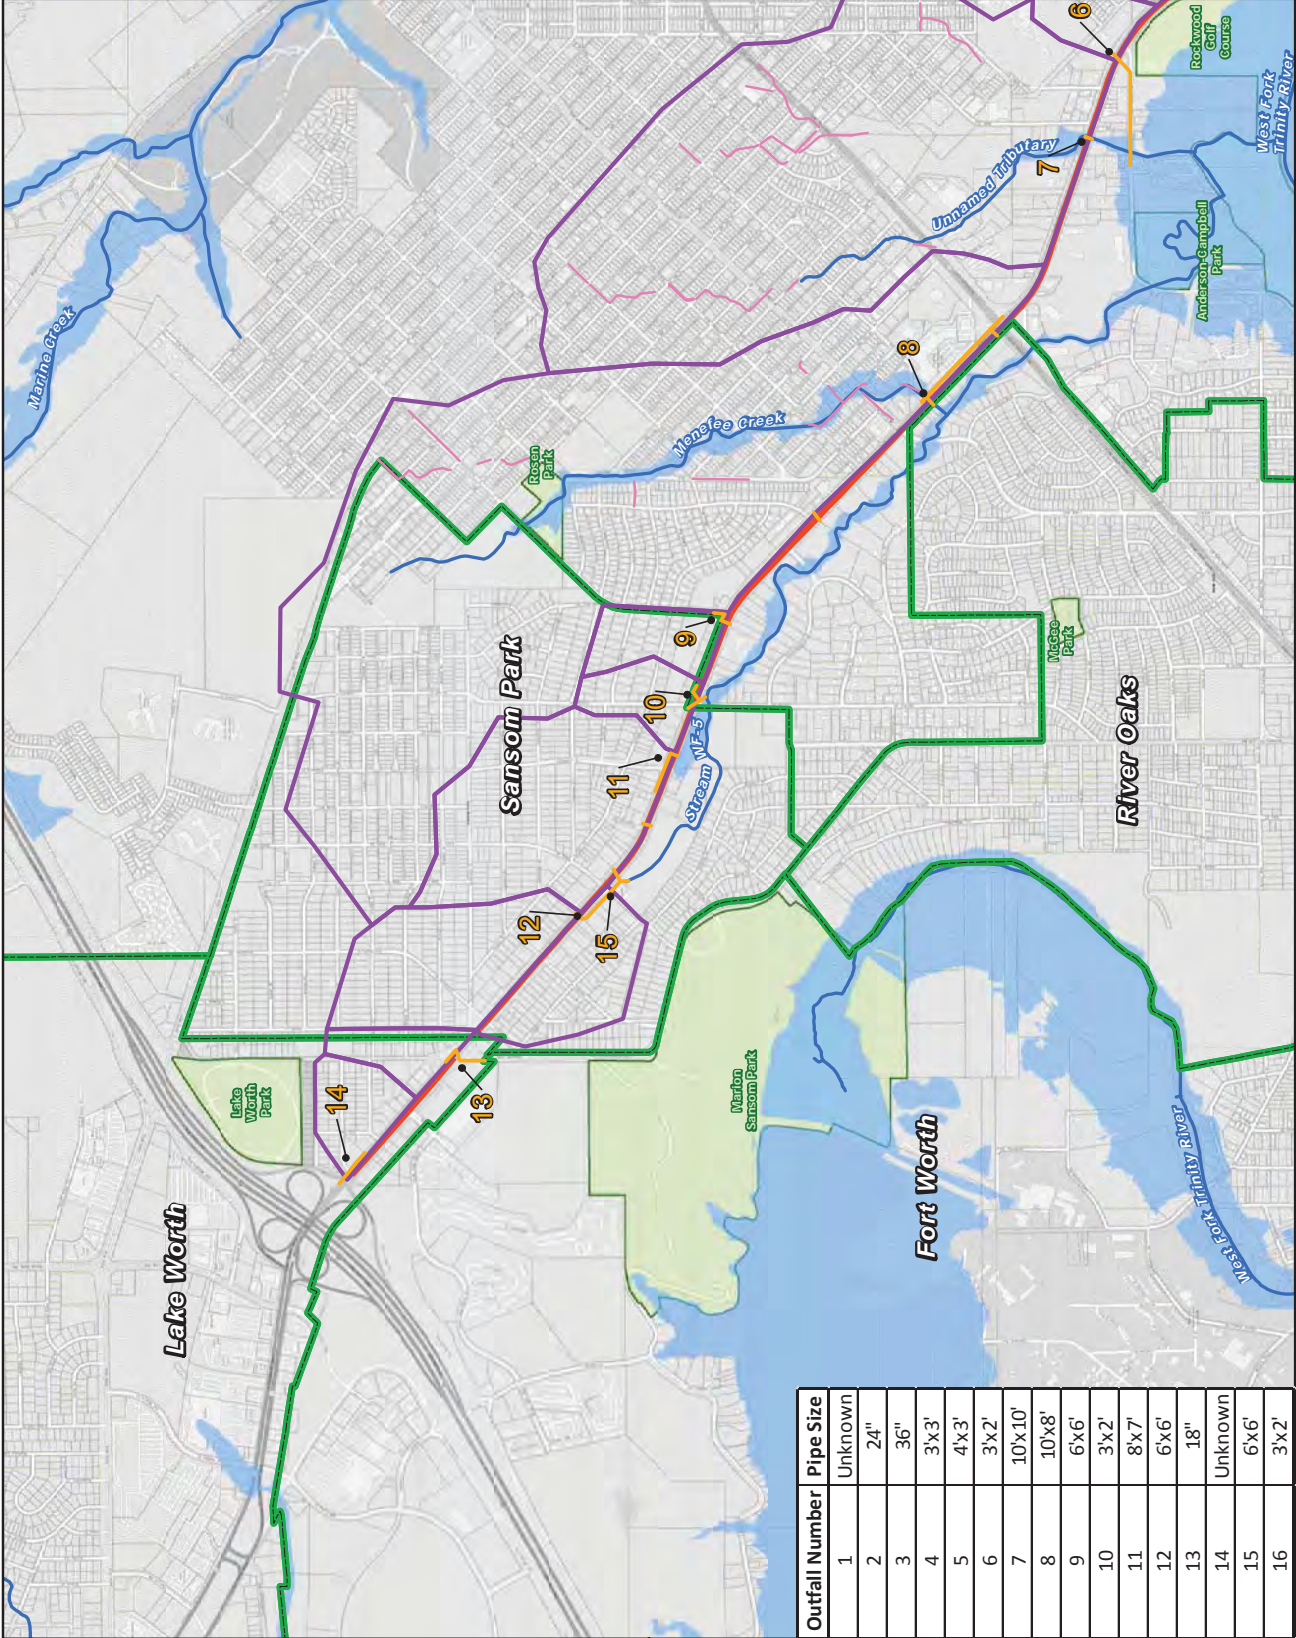 Marine Creek
Rockwood
Golf
Course
6
West Fork
Trinity River
7
Unnamed Tributary
Anderson-Campbell
Park
8
Menefee Creek
Rosen
Park
9
McGee
Park
Sansom Park
10
River Oaks
11
Stream WF-5
12
15
Lake
Worth
Park
13
14
Marion
Sansom Park
Fort Worth
West Fork Trinity River
Lake Worth
Outfall Number Pipe Size
1 Unknown
2 24"
3 36"
4 3'x3'
5 4'x3'
6 3'x2'
7 10'x10'
8 10'x8'
9 6'x6'
10 3'x2'
11 8'x7'
12 6'x6'
13 18"
14 Unknown
15 6'x6'
16 3'x2'